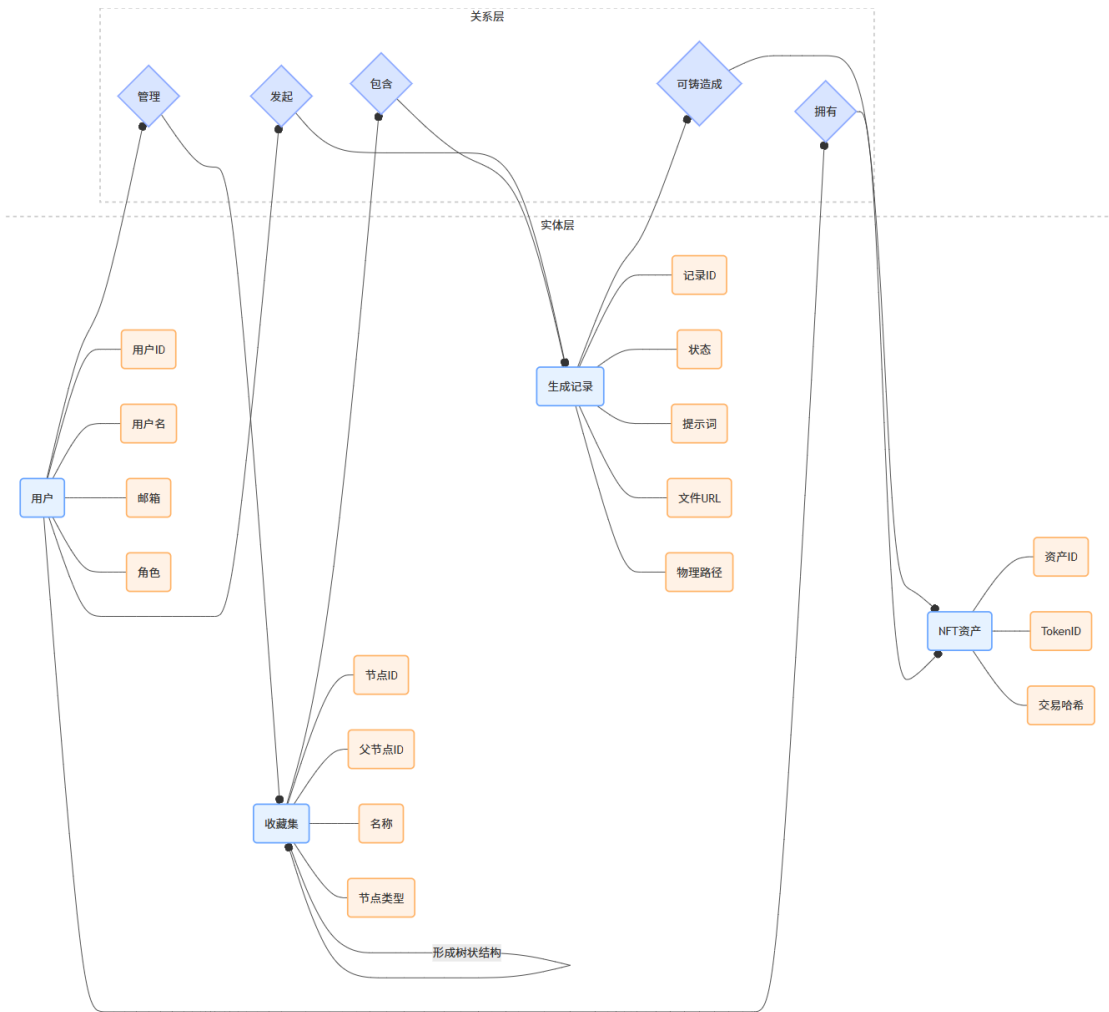 关系层
管理
发起
包含
可铸造成
拥有
实体层
记录ID
用户ID
状态
生成记录
用户名
提示词
用户
邮箱
文件URL
资产ID
角色
物理路径
NFT资产
TokenID
节点ID
交易哈希
父节点ID
收藏集
名称
节点类型
形成树状结构